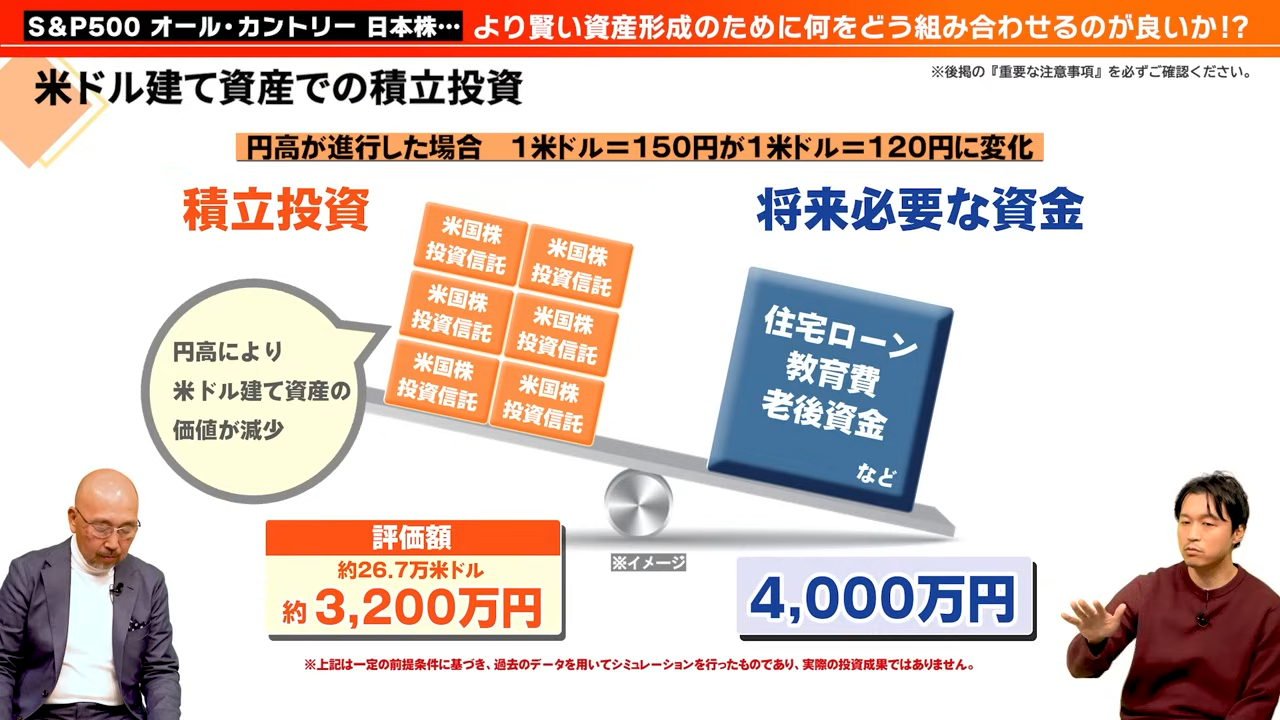 S&P500 オール・カントリー 日本株… より賢い資産形成のために何をどう組み合わせるのが良いか!?
※後掲の『重要な注意事項』を必ずご確認ください。
米ドル建て資産での積立投資
円高が進行した場合　1米ドル＝150円が1米ドル＝120円に変化
積立投資
将来必要な資金
米国株
投資信託
米国株
投資信託
米国株
投資信託
米国株
投資信託
米国株
投資信託
米国株
投資信託
円高により
米ドル建て資産の
価値が減少
住宅ローン
教育費
老後資金
など
評価額
約26.7万米ドル
約3,200万円
※イメージ
4,000万円
※上記は一定の前提条件に基づき、過去のデータを用いてシミュレーションを行ったものであり、実際の投資成果ではありません。